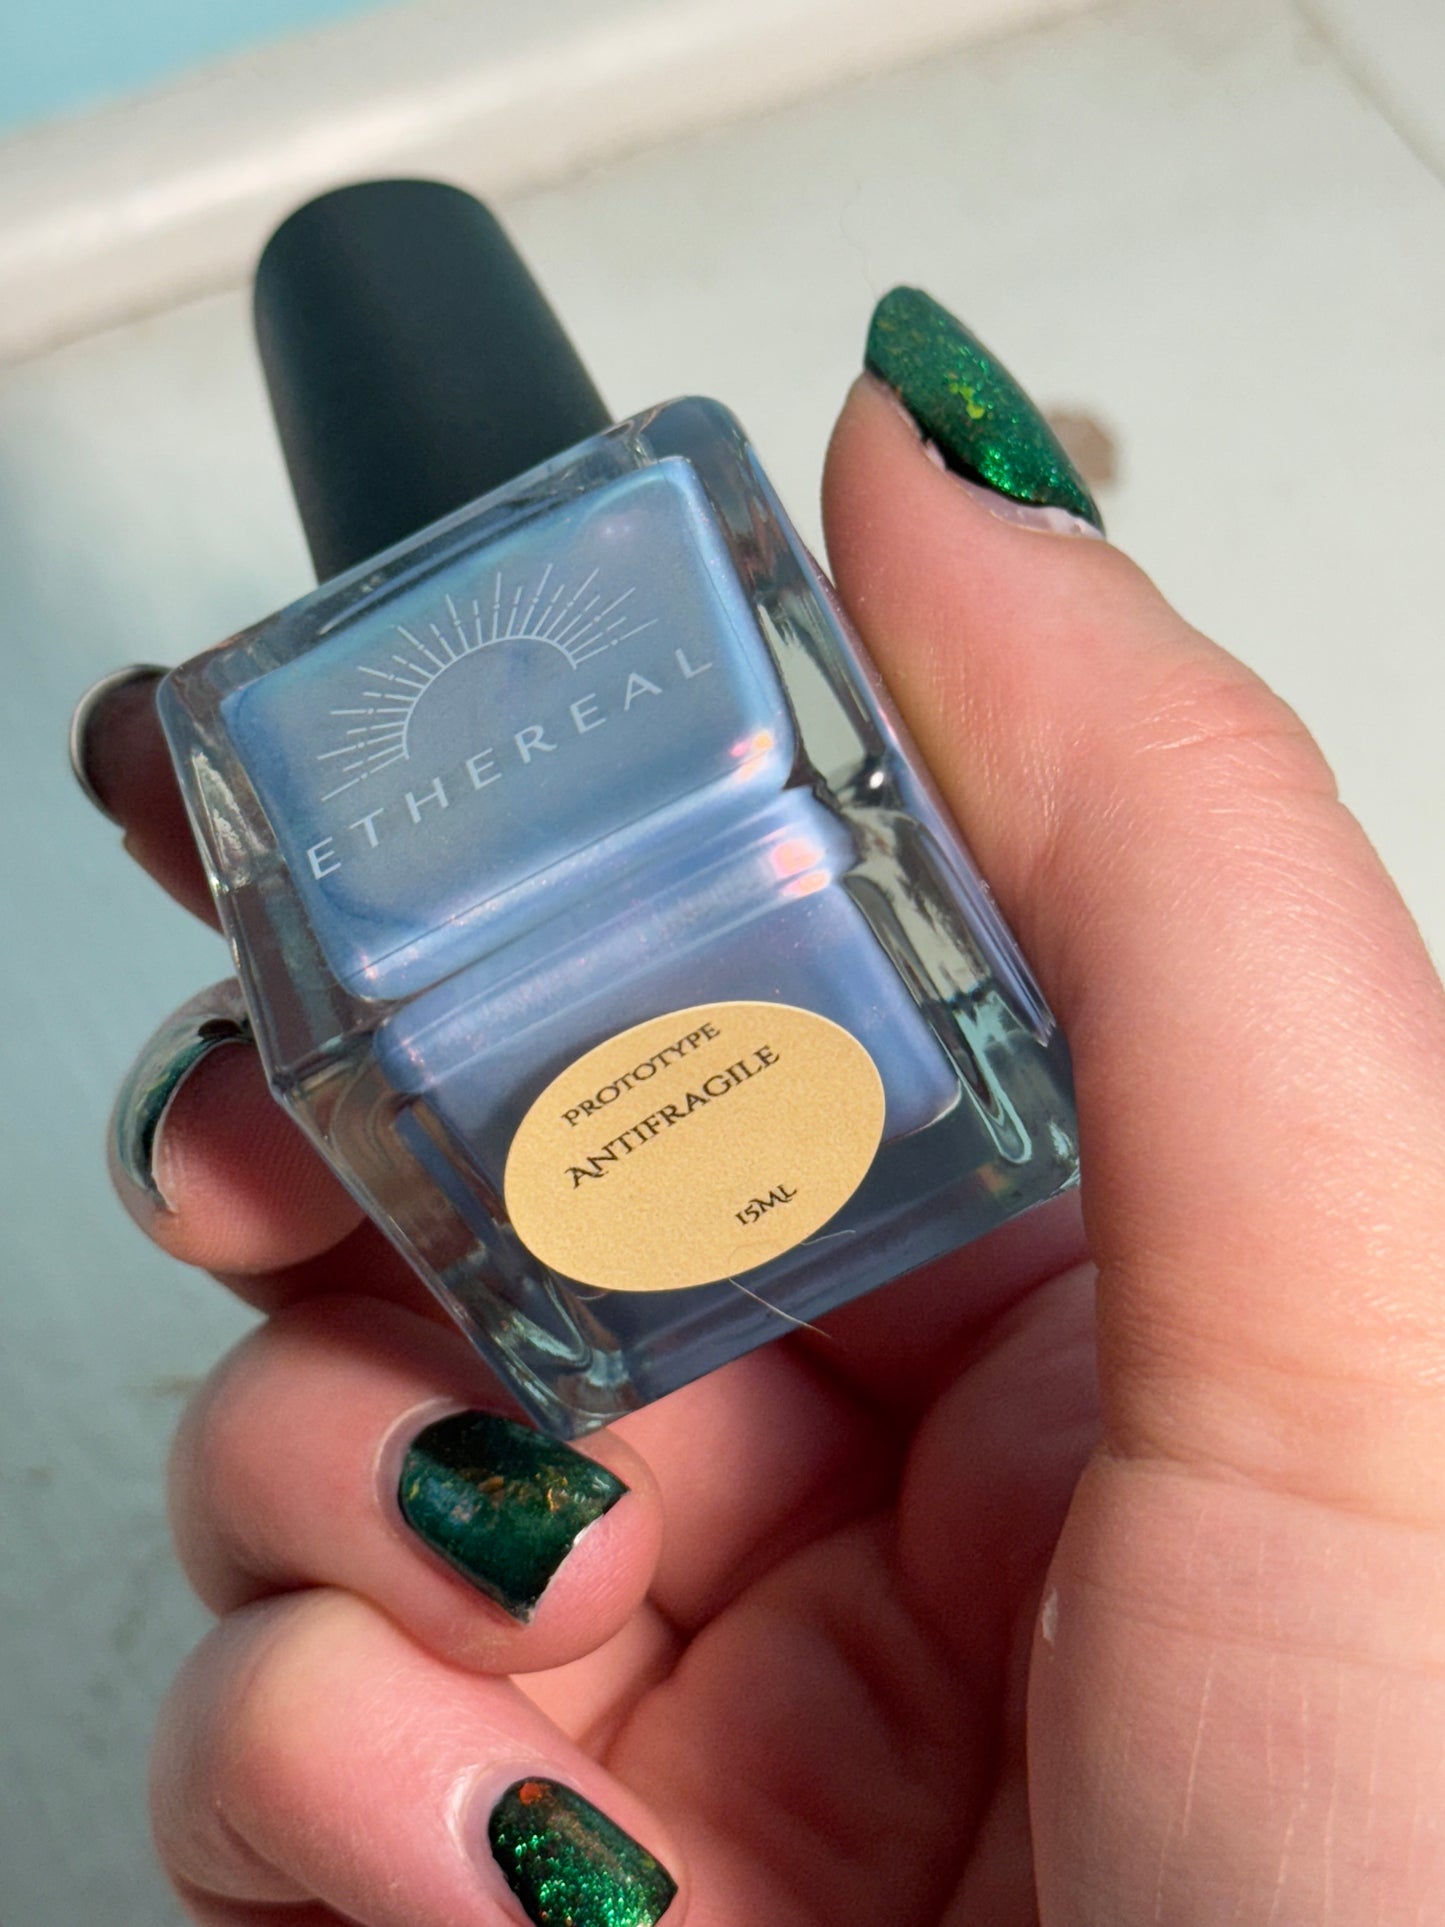 ETHEREAL
PROTOTYPE
ANTIFRAGILE
15ML